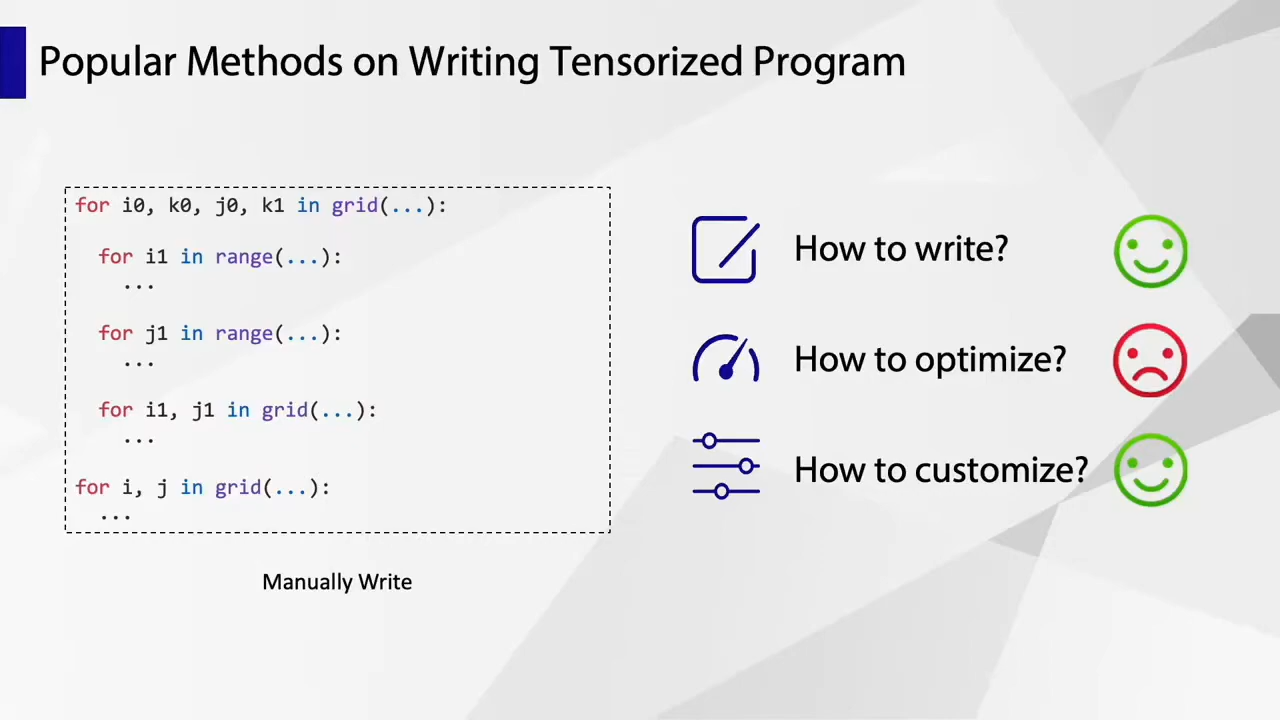 Popular Methods on Writing Tensorized Program
for i0, k0, j0, k1 in grid(...):
for i1 in range(...):
...
for j1 in range(...):
...
for i1, j1 in grid(...):
...
for i, j in grid(...):
...
Manually Write
How to write?
How to optimize?
How to customize?